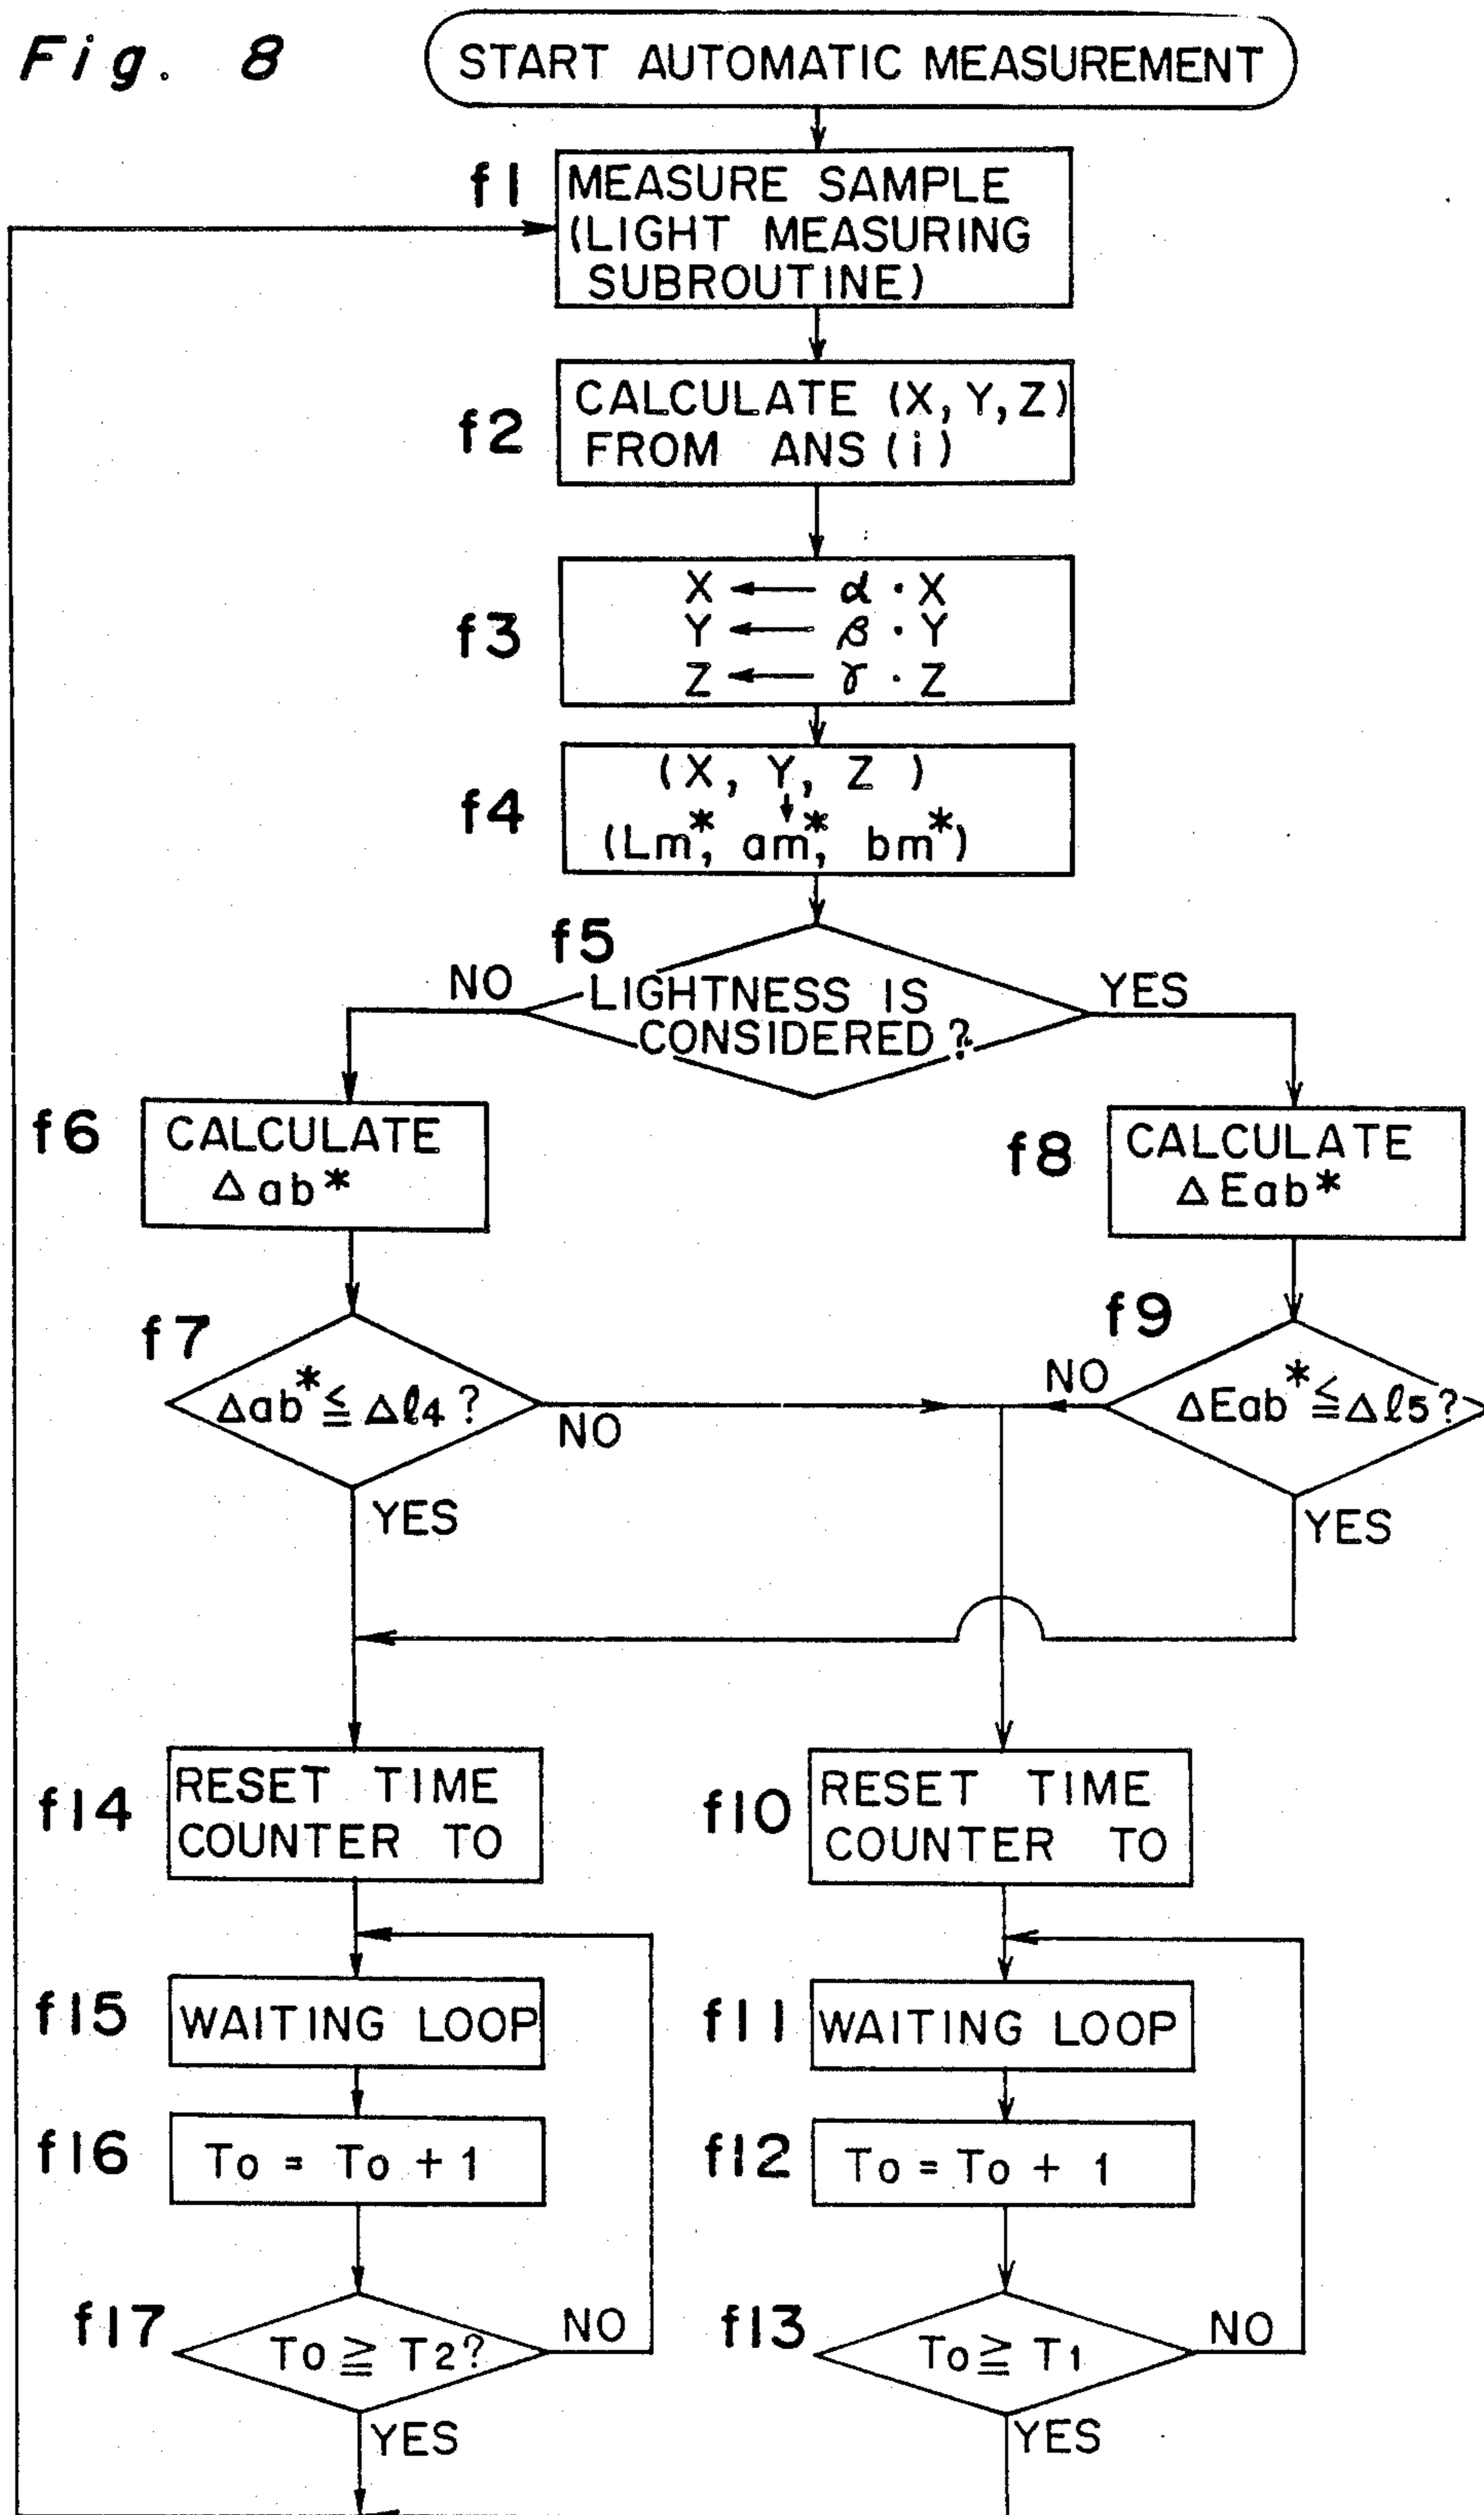 Fig. 8
START AUTOMATIC MEASUREMENT
f1
MEASURE SAMPLE
(LIGHT MEASURING
SUBROUTINE)
f2
CALCULATE (X, Y, Z)
FROM ANS (i)
f3
X ← α · X
Y ← β · Y
Z ← γ · Z
f4
(X, Y, Z)
↓
(Lm*, am*, bm*)
f5
LIGHTNESS IS
CONSIDERED ?
NO
YES
f6
CALCULATE
Δab*
f8
CALCULATE
ΔEab*
f7
Δab* ≦ Δℓ4 ?
NO
YES
f9
ΔEab* ≦ Δℓ5 ?
NO
YES
f14
RESET TIME
COUNTER TO
f10
RESET TIME
COUNTER TO
f15
WAITING LOOP
f11
WAITING LOOP
f16
To = To + 1
f12
To = To + 1
f17
To ≧ T2?
NO
YES
f13
To ≧ T1
NO
YES